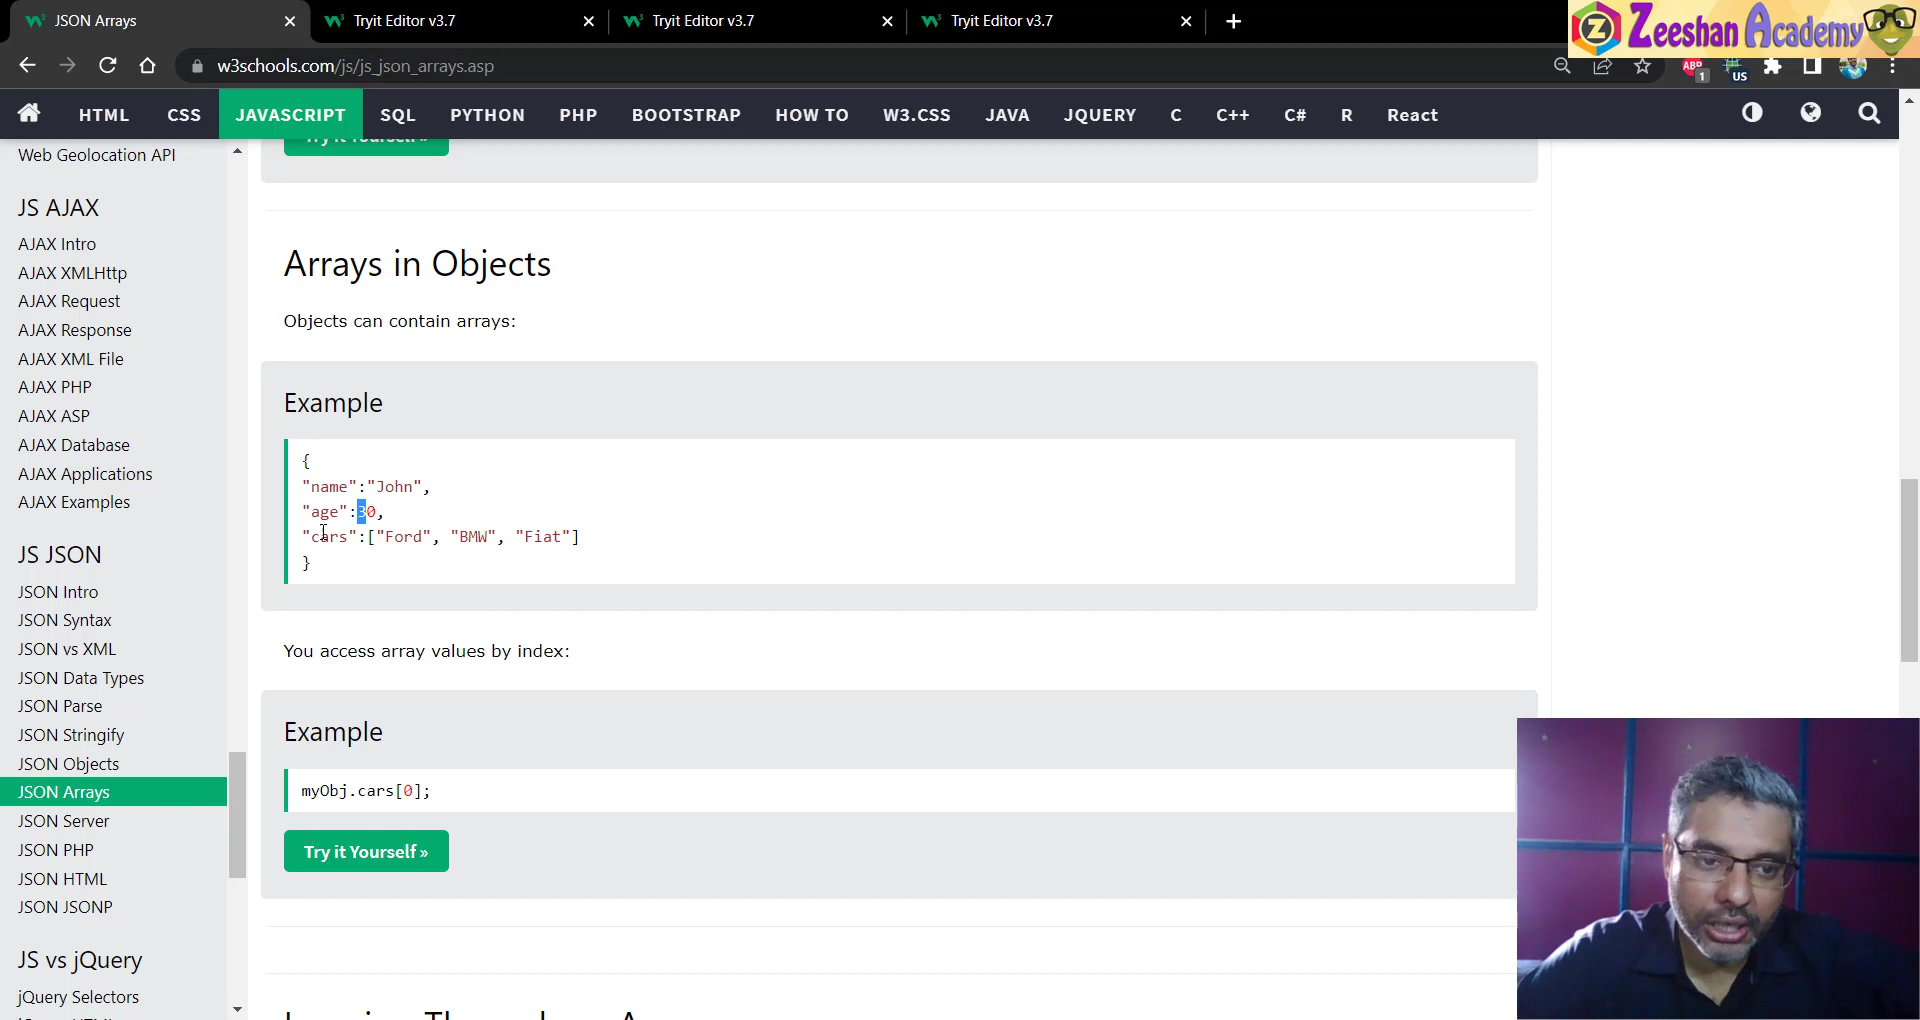 JSON Arrays
Tryit Editor v3.7
Tryit Editor v3.7
Tryit Editor v3.7
Zeeshan Academy
w3schools.com/js/js_json_arrays.asp
ABP
1
US
HTML
CSS
JAVASCRIPT
SQL
PYTHON
PHP
BOOTSTRAP
HOW TO
W3.CSS
JAVA
JQUERY
C
C++
C#
R
React
Web Geolocation API
JS AJAX
AJAX Intro
AJAX XMLHttp
AJAX Request
AJAX Response
AJAX XML File
AJAX PHP
AJAX ASP
AJAX Database
AJAX Applications
AJAX Examples
JS JSON
JSON Intro
JSON Syntax
JSON vs XML
JSON Data Types
JSON Parse
JSON Stringify
JSON Objects
JSON Arrays
JSON Server
JSON PHP
JSON HTML
JSON JSONP
JS vs jQuery
jQuery Selectors
Try it Yourself »
Arrays in Objects
Objects can contain arrays:
Example
{
"name":"John",
"age":30,
"cars":["Ford", "BMW", "Fiat"]
}
You access array values by index:
Example
myObj.cars[0];
Try it Yourself »